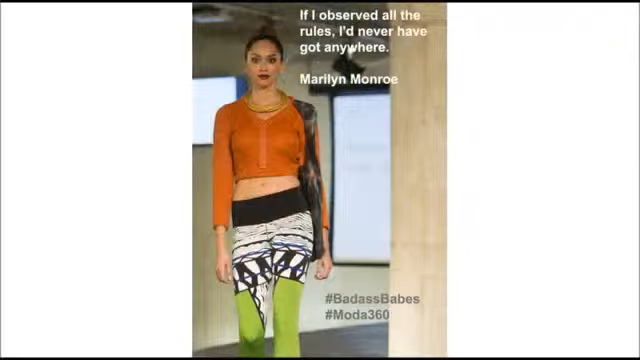 If I observed all the
rules, I'd never have
got anywhere.
Marilyn Monroe
#BadassBabes
#Moda360